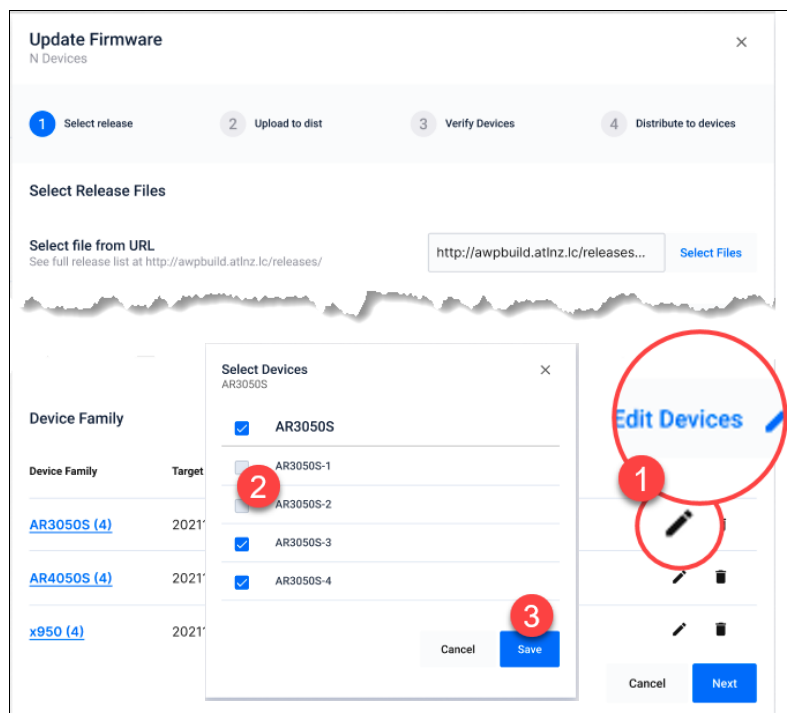 Update Firmware
N Devices
1 Select release 2 Upload to dist 3 Verify Devices 4 Distribute to devices
Select Release Files
Select file from URL
See full release list at http://awpbuild.atlnz.lc/releases/
http://awpbuild.atlnz.lc/releases... Select Files
Select Devices
AR3050S
Edit Devices
Device Family
AR3050S
1
Device Family Target
AR3050S-1
2
AR3050S-2
AR3050S (4) 2021
AR3050S-3
AR4050S (4) 2021
AR3050S-4
3
x950 (4) 2021
Cancel Save
Cancel Next